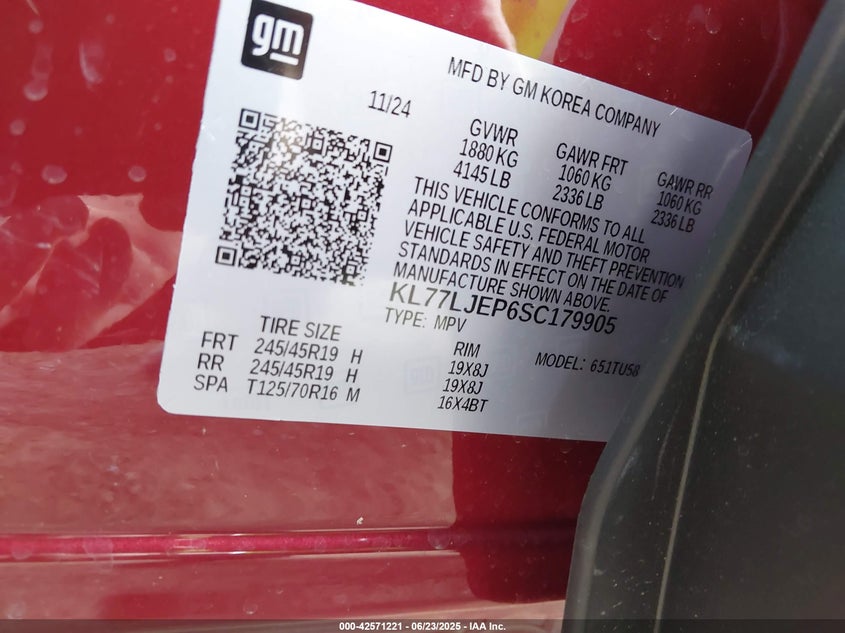 gm
MFD BY GM KOREA COMPANY
11/24
GVWR
1880 KG
4145 LB
GAWR FRT
1060 KG
2336 LB
GAWR RR
1060 KG
2336 LB
THIS VEHICLE CONFORMS TO ALL
APPLICABLE U.S. FEDERAL MOTOR
VEHICLE SAFETY AND THEFT PREVENTION
STANDARDS IN EFFECT ON THE DATE OF
MANUFACTURE SHOWN ABOVE.
KL77LJEP6SC179905
TYPE: MPV
MODEL: 651TU58
TIRE SIZE RIM
FRT 245/45R19 H 19X8J
RR 245/45R19 H 19X8J
SPA T125/70R16 M 16X4BT
000-42571221 - 06/23/2025 - IAA Inc.